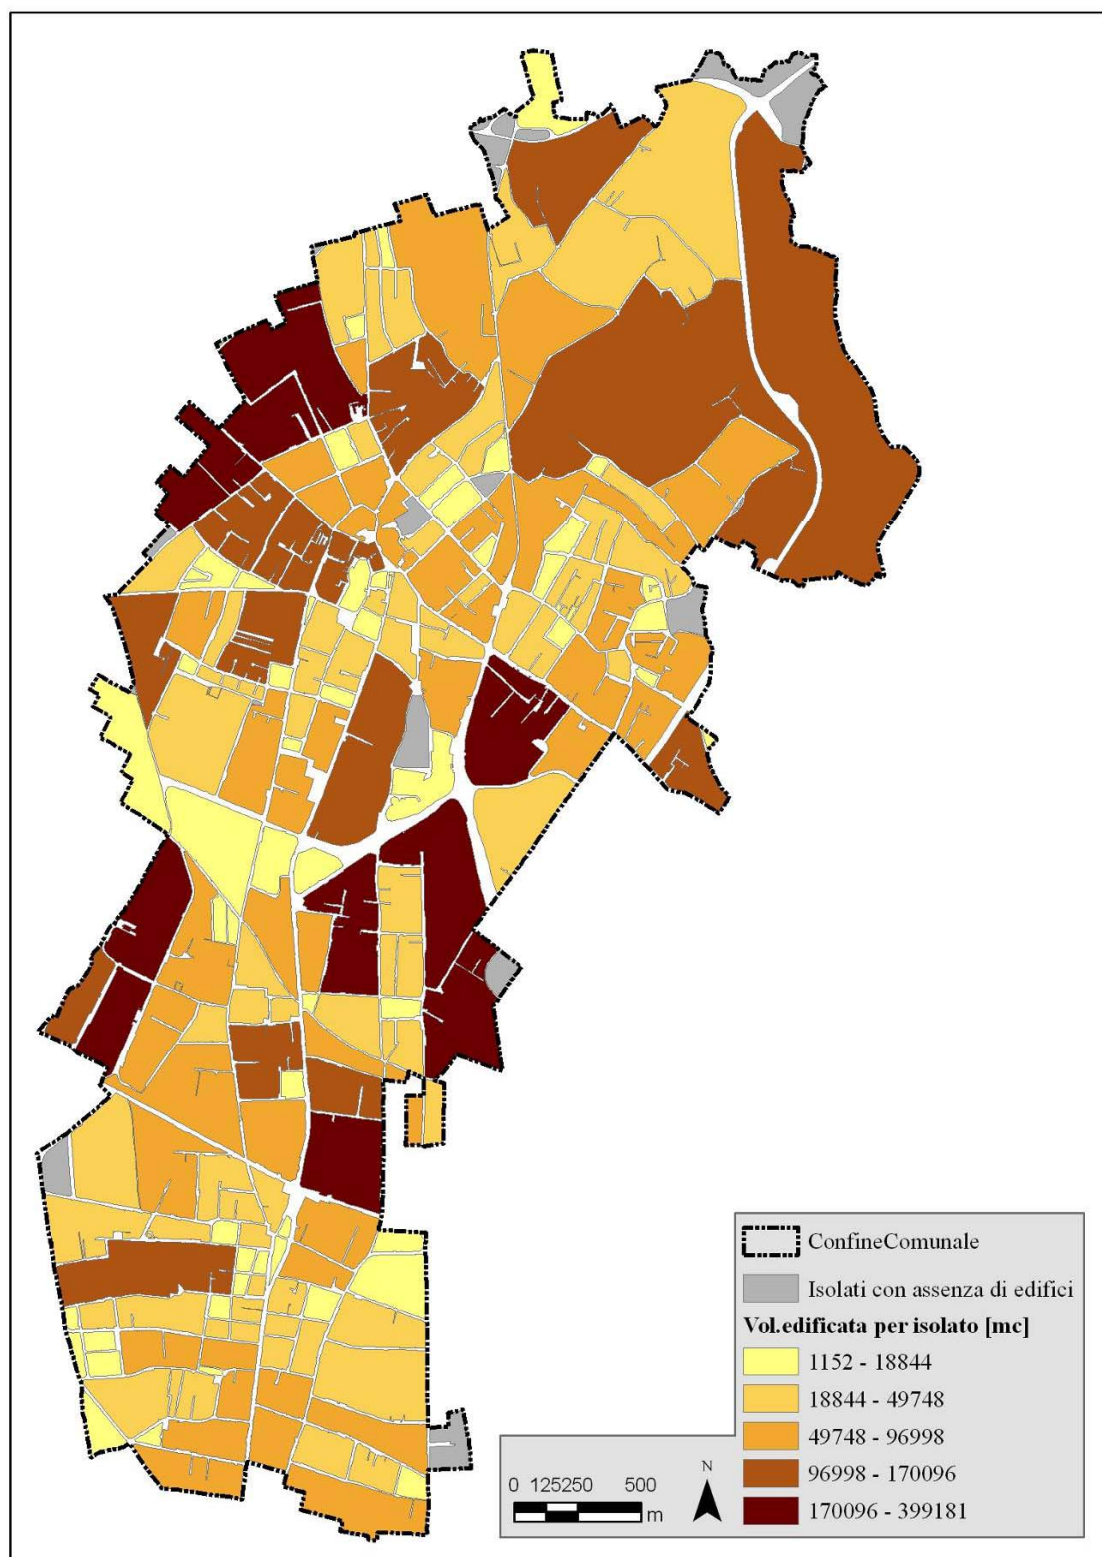 ConfineComunale
Isolati con assenza di edifici
Vol.edificata per isolato [mc]
1152 - 18844
18844 - 49748
49748 - 96998
96998 - 170096
170096 - 399181
0 125250 500
m
N